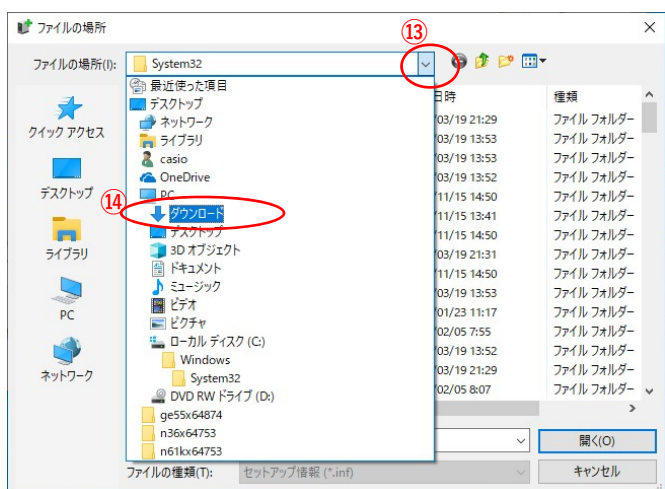 ファイルの場所
⑬
ファイルの場所(I):
System32
最近使った項目
デスクトップ
ネットワーク
ライブラリ
casio
OneDrive
PC
⑭
ダウンロード
デスクトップ
3D オブジェクト
ドキュメント
ミュージック
ビデオ
ピクチャ
ローカル ディスク (C:)
Windows
System32
DVD RW ドライブ (D:)
ge55x64874
n36x64753
n61kx64753
クイック アクセス
デスクトップ
ライブラリ
PC
ネットワーク
日時 種類
/03/19 21:29 ファイル フォルダー
/03/19 13:53 ファイル フォルダー
/03/19 13:53 ファイル フォルダー
/03/19 13:52 ファイル フォルダー
/11/15 14:50 ファイル フォルダー
/11/15 13:41 ファイル フォルダー
/11/15 14:50 ファイル フォルダー
/03/19 21:31 ファイル フォルダー
/11/15 14:50 ファイル フォルダー
/03/19 13:53 ファイル フォルダー
/01/23 11:17 ファイル フォルダー
/02/05 7:55 ファイル フォルダー
/03/19 13:52 ファイル フォルダー
/03/19 21:29 ファイル フォルダー
/02/05 8:07 ファイル フォルダー
開く(O)
ファイルの種類(T): セットアップ情報 (*.inf)
キャンセル